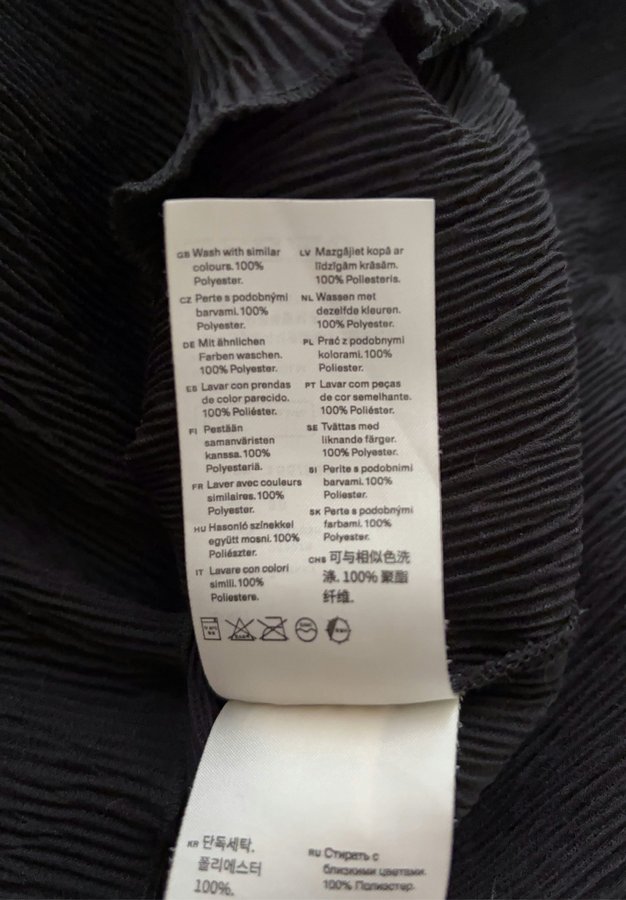 GB Wash with similar
colours. 100%
Polyester.
CZ Perte s podobnými
barvami. 100%
Polyester.
DE Mit ähnlichen
Farben waschen.
100% Polyester.
ES Lavar con prendas
de color parecido.
100% Poliéster.
FI Pestään
samanväristen
kanssa. 100%
Polyesteriä.
FR Laver avec couleurs
similaires. 100%
Polyester.
HU Hasonló színekkel
együtt mosni. 100%
Poliészter.
IT Lavare con colori
simili. 100%
Poliestere.
LV Mazgājiet kopā ar
līdzīgām krāsām.
100% Poliesteris.
NL Wassen met
dezelfde kleuren.
100% Polyester.
PL Prać z podobnymi
kolorami. 100%
Poliester.
PT Lavar com peças
de cor semelhante.
100% Poliéster.
SE Tvättas med
liknande färger.
100% Polyester.
SI Perite s podobnimi
barvami. 100%
Poliester.
SK Perte s podobnými
farbami. 100%
Polyester.
CHS 可与相似色洗
涤. 100% 聚酯
纤维.
KR 단독세탁.
폴리에스터
100%.
RU Стирать с
близкими цветами.
100% Полиэстер.